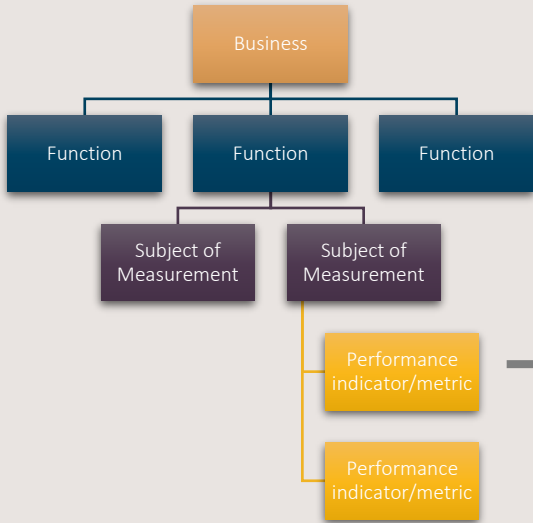 Business
Function
Function
Function
Subject of
Measurement
Subject of
Measurement
Performance
indicator/metric
Performance
indicator/metric